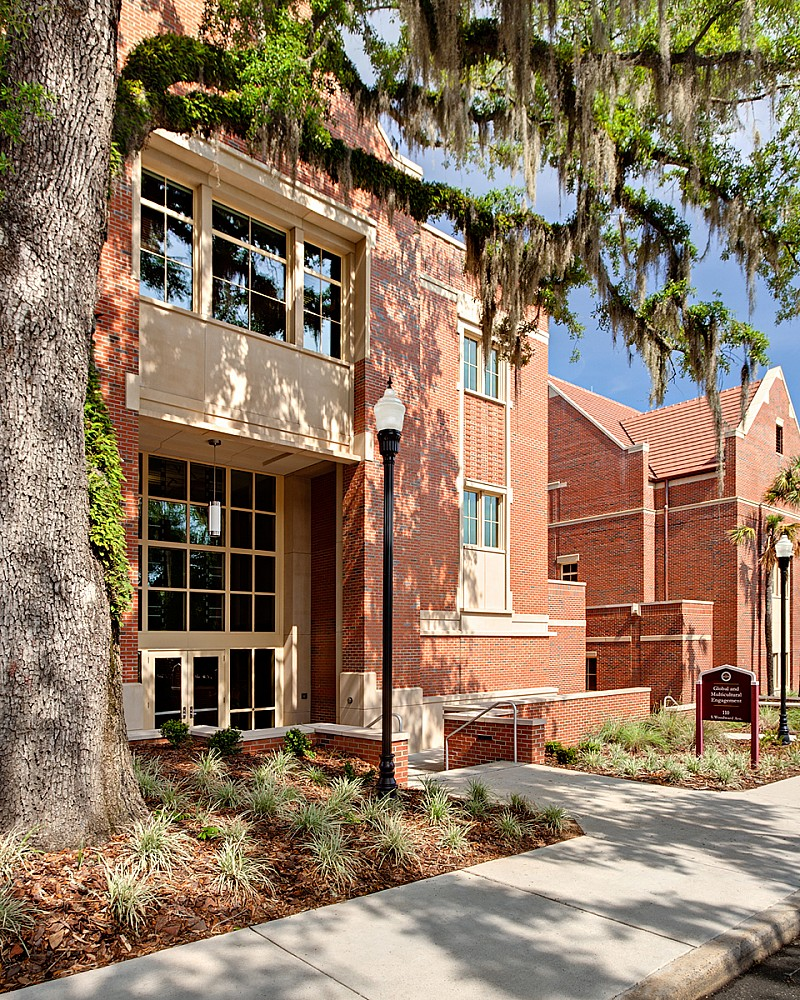 Global and
Multicultural
Engagement
110
S Woodward Ave.